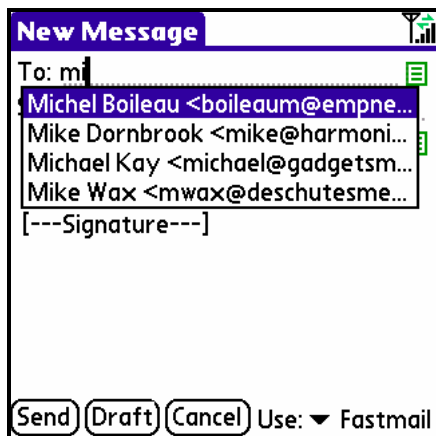 New Message
To: mi
Michel Boileau <boileaum@empne...
Mike Dornbrook <mike@harmoni...
Michael Kay <michael@gadgetsm...
Mike Wax <mwax@deschutesme...
[---Signature---]
Send Draft Cancel Use: Fastmail